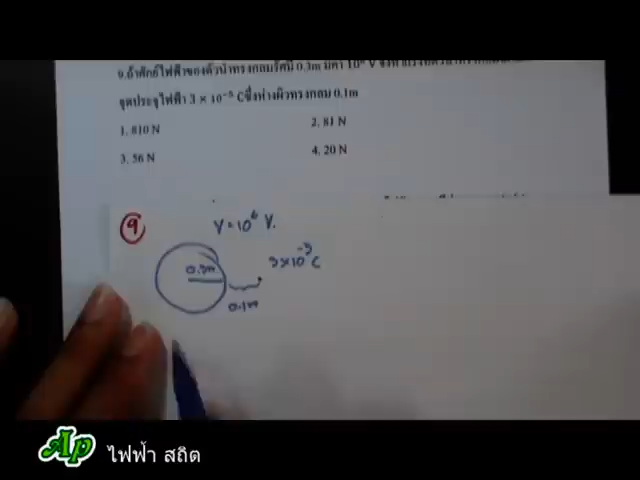 9.ถ้าศักย์ไฟฟ้าของตัวนำทรงกลมรัศมี 0.3m มีค่า 10⁶ V
จุดประจุไฟฟ้า 3 × 10⁻⁵ Cซึ่งห่างผิวทรงกลม 0.1m
1. 810 N
2. 81 N
3. 56 N
4. 20 N
9
V = 10⁶ V.
0.3m
3×10⁻⁵ C
0.1m
Ap ไฟฟ้า สถิต